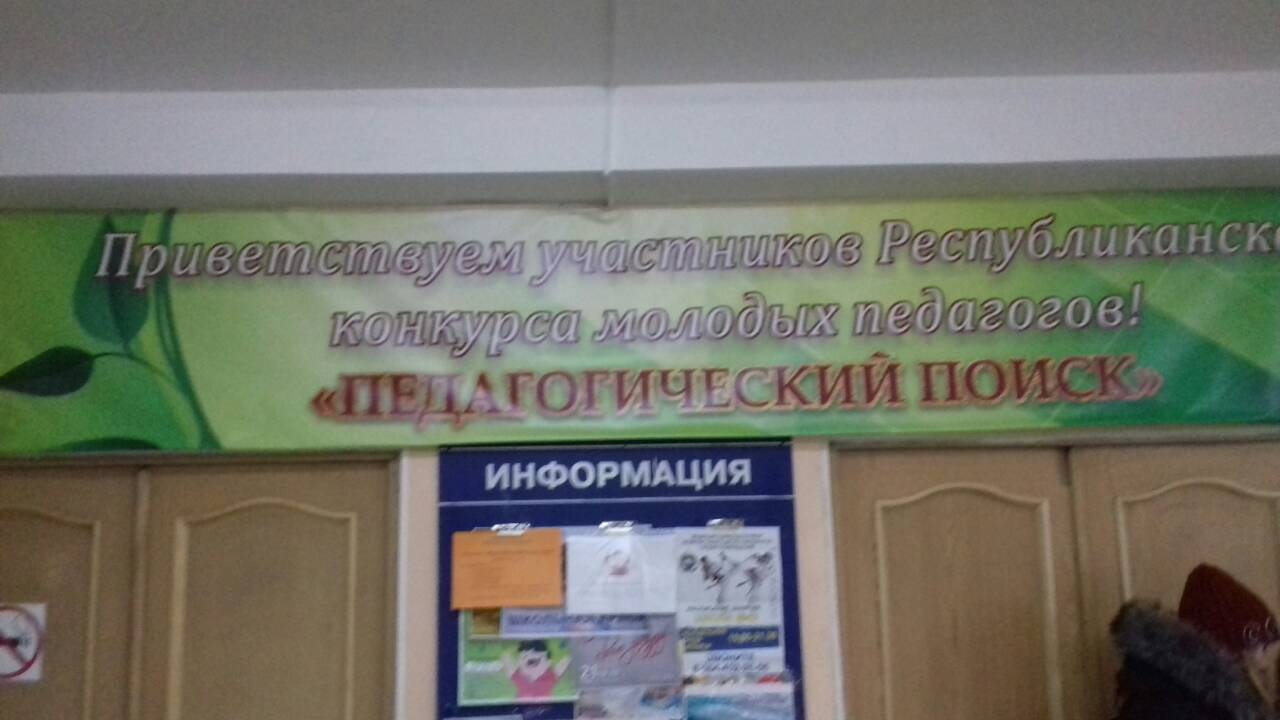 Приветствуем участников Республиканско
конкурса молодых педагогов!
«ПЕДАГОГИЧЕСКИЙ ПОИСК»
ИНФОРМАЦИЯ